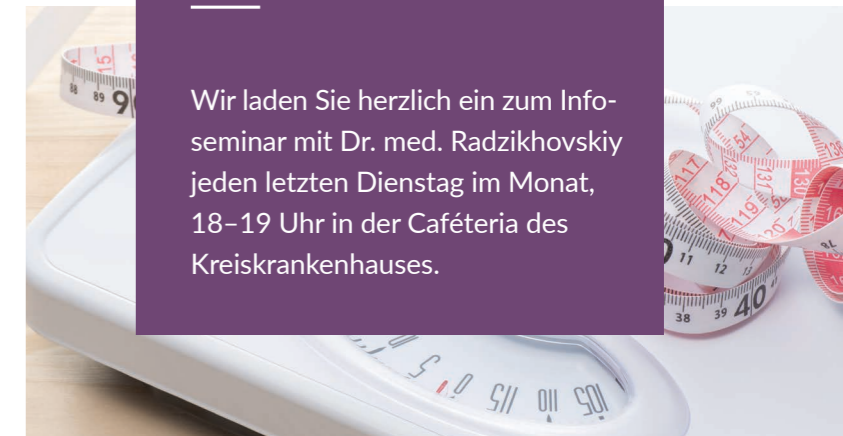 Wir laden Sie herzlich ein zum Info-
seminar mit Dr. med. Radzikhovskiy
jeden letzten Dienstag im Monat,
18–19 Uhr in der Caféteria des
Kreiskrankenhauses.